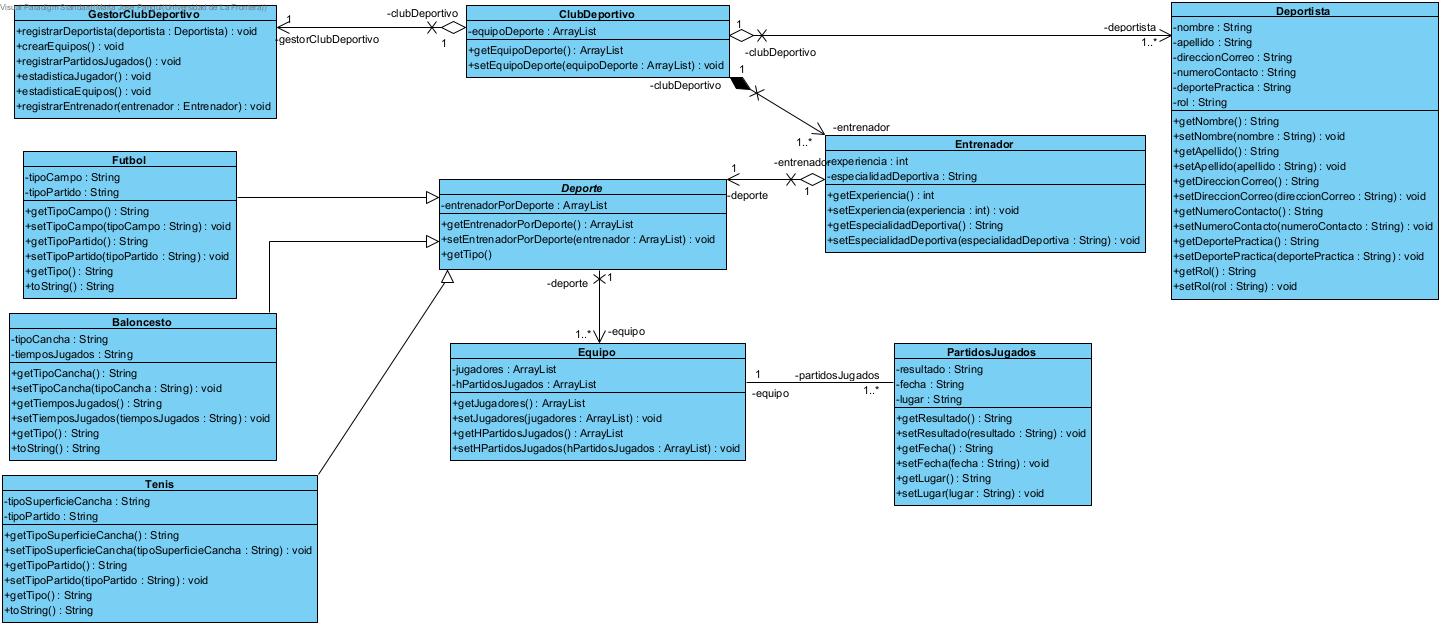 Visual Paradigm Standard(Maria Jose Panguil(Universidad de La Frontera))
GestorClubDeportivo
+registrarDeportista(deportista : Deportista) : void
+crearEquipos() : void
+registrarPartidosJugados() : void
+estadisticaJugador() : void
+estadisticaEquipos() : void
+registrarEntrenador(entrenador : Entrenador) : void
1
-gestorClubDeportivo
-clubDeportivo
1
ClubDeportivo
-equipoDeporte : ArrayList
+getEquipoDeporte() : ArrayList
+setEquipoDeporte(equipoDeporte : ArrayList) : void
1
-clubDeportivo
-deportista
1..*
1
-clubDeportivo
-entrenador
1..*
Deportista
-nombre : String
-apellido : String
-direccionCorreo : String
-numeroContacto : String
-deportePractica : String
-rol : String
+getNombre() : String
+setNombre(nombre : String) : void
+getApellido() : String
+setApellido(apellido : String) : void
+getDireccionCorreo() : String
+setDireccionCorreo(direccionCorreo : String) : void
+getNumeroContacto() : String
+setNumeroContacto(numeroContacto : String) : void
+getDeportePractica() : String
+setDeportePractica(deportePractica : String) : void
+getRol() : String
+setRol(rol : String) : void
Entrenador
-experiencia : int
-especialidadDeportiva : String
+getExperiencia() : int
+setExperiencia(experiencia : int) : void
+getEspecialidadDeportiva() : String
+setEspecialidadDeportiva(especialidadDeportiva : String) : void
-entrenador
1
1
-deporte
Futbol
-tipoCampo : String
-tipoPartido : String
+getTipoCampo() : String
+setTipoCampo(tipoCampo : String) : void
+getTipoPartido() : String
+setTipoPartido(tipoPartido : String) : void
+getTipo() : String
+toString() : String
Deporte
-entrenadorPorDeporte : ArrayList
+getEntrenadorPorDeporte() : ArrayList
+setEntrenadorPorDeporte(entrenador : ArrayList) : void
+getTipo()
1
-deporte
1..*
-equipo
Baloncesto
-tipoCancha : String
-tiemposJugados : String
+getTipoCancha() : String
+setTipoCancha(tipoCancha : String) : void
+getTiemposJugados() : String
+setTiemposJugados(tiemposJugados : String) : void
+getTipo() : String
+toString() : String
Equipo
-jugadores : ArrayList
-hPartidosJugados : ArrayList
+getJugadores() : ArrayList
+setJugadores(jugadores : ArrayList) : void
+getHPartidosJugados() : ArrayList
+setHPartidosJugados(hPartidosJugados : ArrayList) : void
1
-equipo
-partidosJugados
1..*
PartidosJugados
-resultado : String
-fecha : String
-lugar : String
+getResultado() : String
+setResultado(resultado : String) : void
+getFecha() : String
+setFecha(fecha : String) : void
+getLugar() : String
+setLugar(lugar : String) : void
Tenis
-tipoSuperficieCancha : String
-tipoPartido : String
+getTipoSuperficieCancha() : String
+setTipoSuperficieCancha(tipoSuperficieCancha : String) : void
+getTipoPartido() : String
+setTipoPartido(tipoPartido : String) : void
+getTipo() : String
+toString() : String